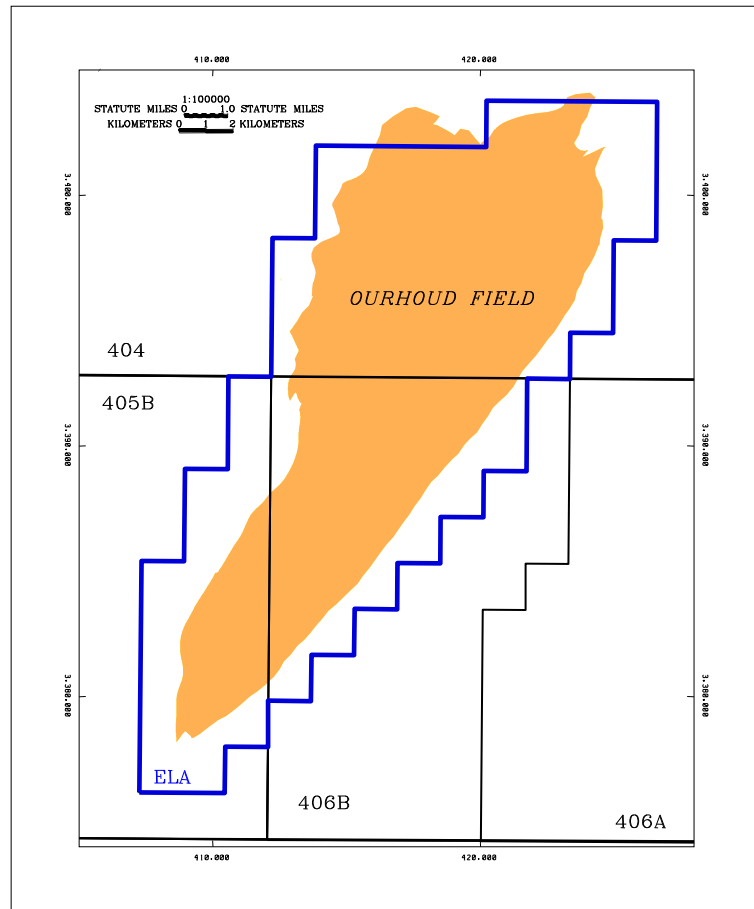 410.000 420.000
1:100000
STATUTE MILES 0 1.0 STATUTE MILES
KILOMETERS 0 1 2 KILOMETERS
3.400.000 3.400.000
OURHOUD FIELD
404
405B
3.390.000 3.390.000
3.380.000 3.380.000
ELA
406B
406A
410.000 420.000